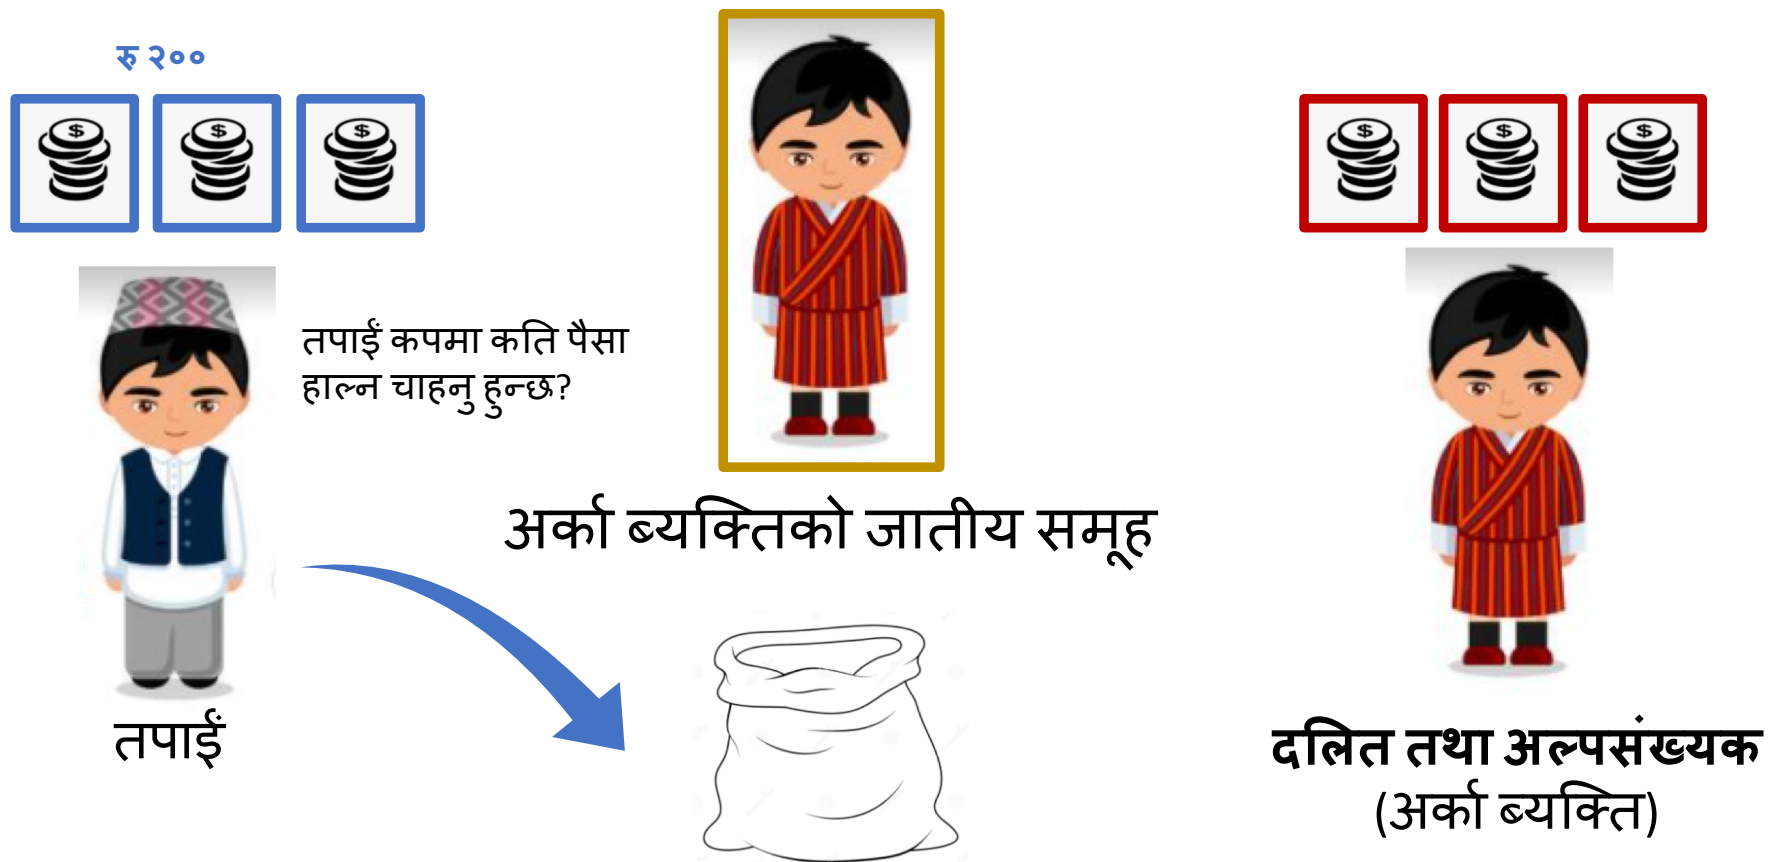 रु २००
तपाईं कपमा कति पैसा
हाल्न चाहनु हुन्छ?
अर्का ब्यक्तिको जातीय समूह
तपाईं
दलित तथा अल्पसंख्यक
(अर्का ब्यक्ति)